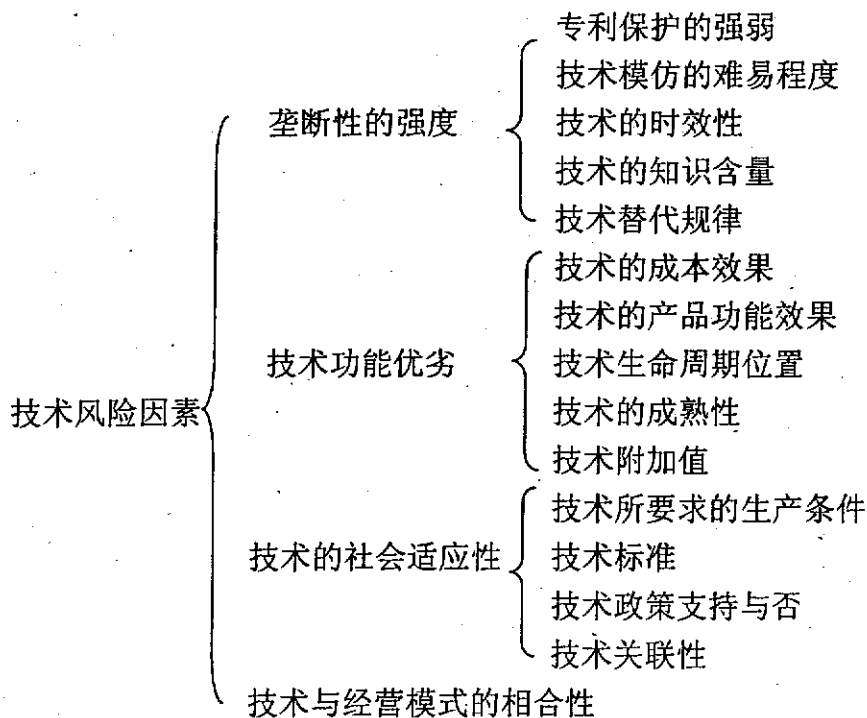 技术风险因素
垄断性的强度
专利保护的强弱
技术模仿的难易程度
技术的时效性
技术的知识含量
技术替代规律
技术功能优劣
技术的成本效果
技术的产品功能效果
技术生命周期位置
技术的成熟性
技术附加值
技术的社会适应性
技术所要求的生产条件
技术标准
技术政策支持与否
技术关联性
技术与经营模式的相合性